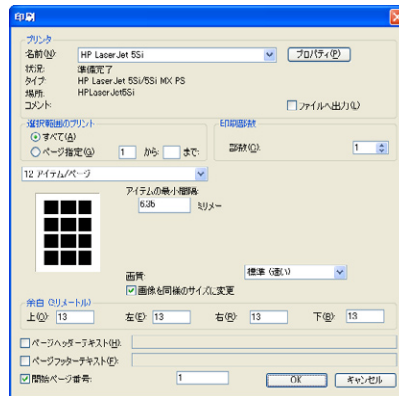 印刷
プリンタ
名前(N): HP LaserJet 5Si プロパティ(P)
状況: 準備完了
タイプ: HP LaserJet 5Si/5Si MX PS
場所: HPLaserJet5Si
コメント: ファイルへ出力(L)
選択範囲のプリント 印刷部数
すべて(A) 部数(C): 1
ページ指定(G) 1 から: まで:
12 アイテム/ページ
アイテムの最小間隔:
6.35 ミリメー
画質: 標準 (速い)
画像を同様のサイズに変更
余白 (ミリメートル)
上(O): 13 左(E): 13 右(R): 13 下(B): 13
ページヘッダーテキスト(H):
ページフッターテキスト(F):
開始ページ番号: 1 OK キャンセル